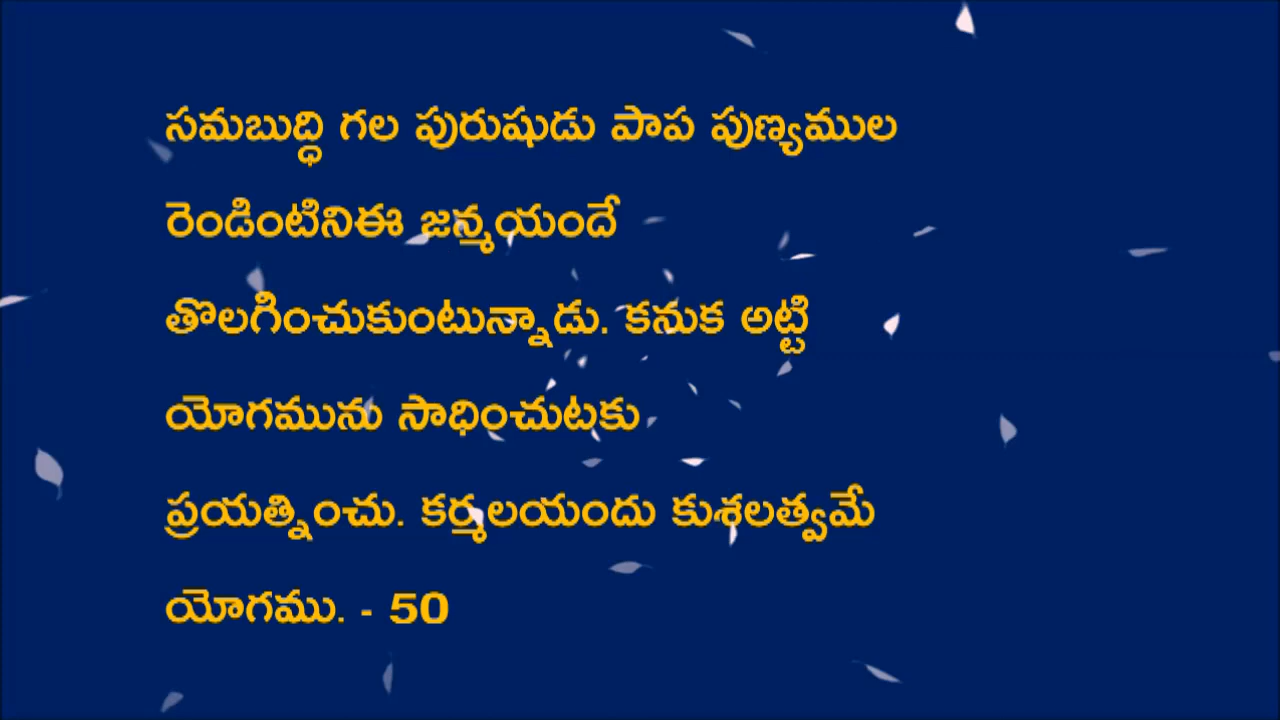 సమబుద్ధి గల పురుషుడు పాప పుణ్యముల
రెండింటినిఈ జన్మయందే
తొలగించుకుంటున్నాడు. కనుక అట్టి
యోగమును సాధించుటకు
ప్రయత్నించు. కర్మలయందు కుశలత్వమే
యోగము. - 50